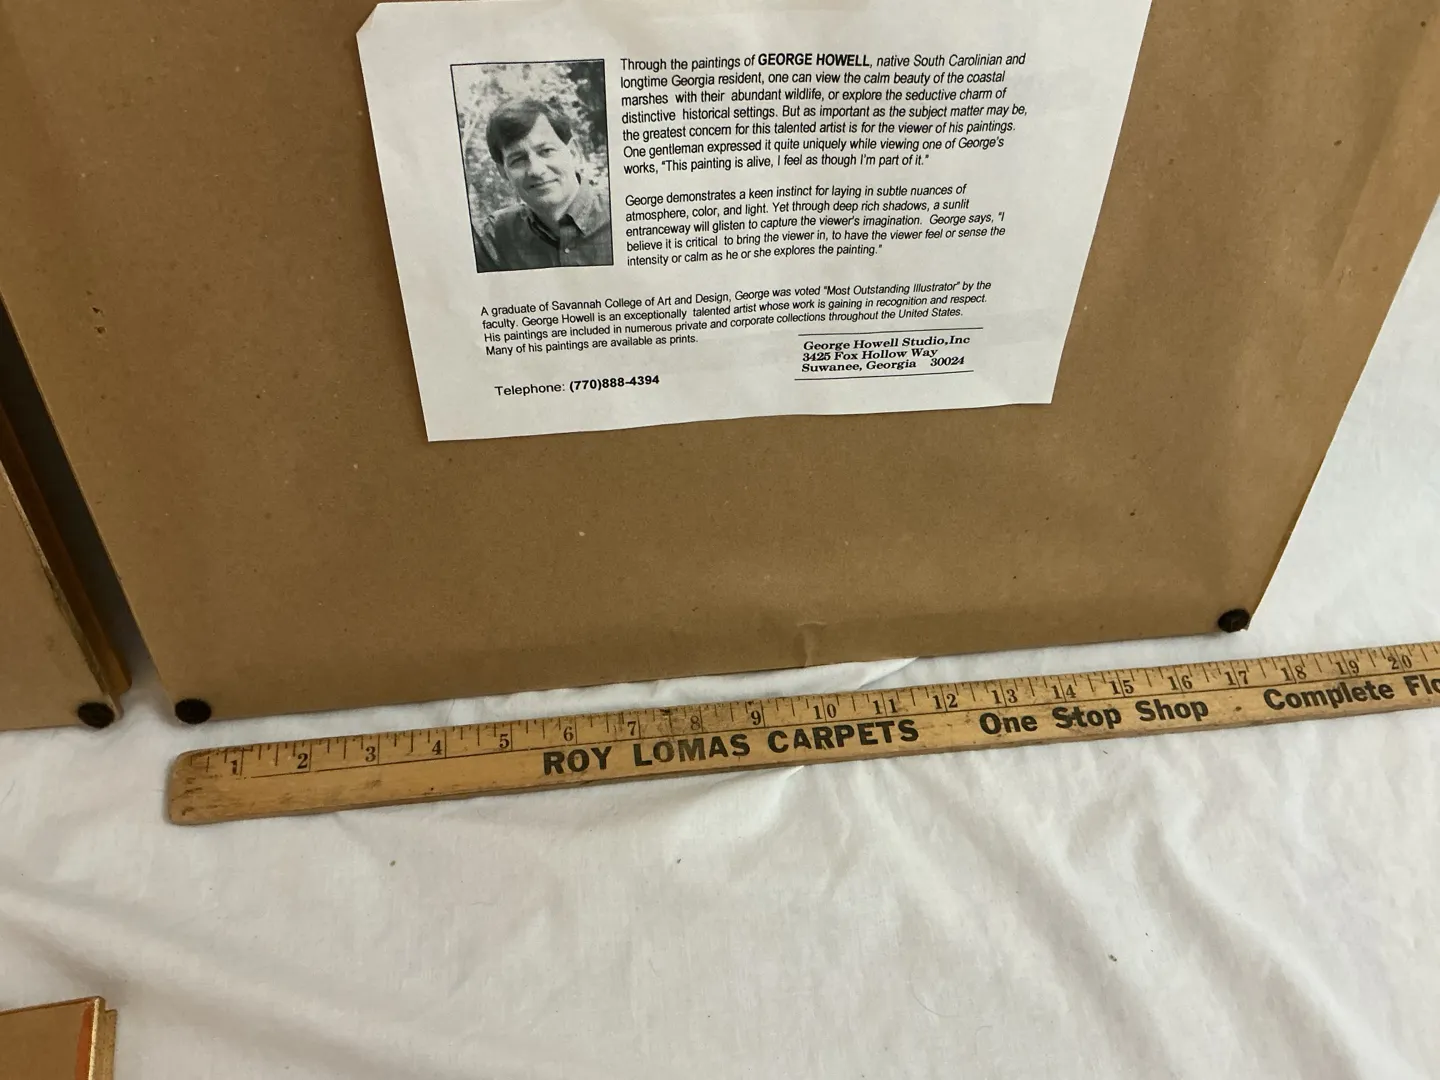 Through the paintings of GEORGE HOWELL, native South Carolinian and
longtime Georgia resident, one can view the calm beauty of the coastal
marshes with their abundant wildlife, or explore the seductive charm of
distinctive historical settings. But as important as the subject matter may be,
the greatest concern for this talented artist is for the viewer of his paintings.
One gentleman expressed it quite uniquely while viewing one of George's
works, "This painting is alive, I feel as though I'm part of it."
George demonstrates a keen instinct for laying in subtle nuances of
atmosphere, color, and light. Yet through deep rich shadows, a sunlit
entranceway will glisten to capture the viewer's imagination. George says, "I
believe it is critical to bring the viewer in, to have the viewer feel or sense the
intensity or calm as he or she explores the painting."
A graduate of Savannah College of Art and Design, George was voted "Most Outstanding Illustrator" by the
faculty. George Howell is an exceptionally talented artist whose work is gaining in recognition and respect.
His paintings are included in numerous private and corporate collections throughout the United States.
Many of his paintings are available as prints.
George Howell Studio,Inc
3425 Fox Hollow Way
Suwanee, Georgia 30024
Telephone: (770)888-4394
1 2 3 4 5 6 7 8 9 10 11 12 13 14 15 16 17 18 19 20
ROY LOMAS CARPETS One Stop Shop · Complete Flo